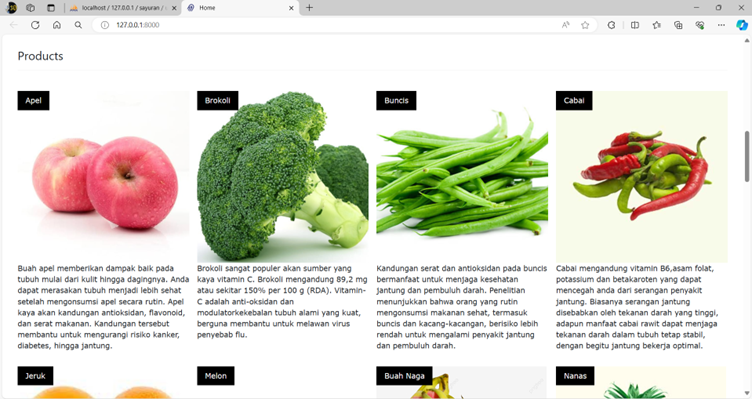 localhost / 127.0.0.1 / sayuran /
Home
127.0.0.1:8000
Products
Apel
Brokoli
Buncis
Cabai
Buah apel memberikan dampak baik pada
tubuh mulai dari kulit hingga dagingnya. Anda
dapat merasakan tubuh menjadi lebih sehat
setelah mengonsumsi apel secara rutin. Apel
kaya akan kandungan antioksidan, flavonoid,
dan serat makanan. Kandungan tersebut
membantu untuk mengurangi risiko kanker,
diabetes, hingga jantung.
Brokoli sangat populer akan sumber yang
kaya vitamin C. Brokoli mengandung 89,2 mg
atau sekitar 150% per 100 g (RDA). Vitamin-
C adalah anti-oksidan dan
modulatorkekebalan tubuh alami yang kuat,
berguna membantu untuk melawan virus
penyebab flu.
Kandungan serat dan antioksidan pada buncis
bermanfaat untuk menjaga kesehatan
jantung dan pembuluh darah. Penelitian
menunjukkan bahwa orang yang rutin
mengonsumsi makanan sehat, termasuk
buncis dan kacang-kacangan, berisiko lebih
rendah untuk mengalami penyakit jantung
dan pembuluh darah.
Cabai mengandung vitamin B6,asam folat,
potassium dan betakaroten yang dapat
mencegah anda dari serangan penyakit
jantung. Biasanya serangan jantung
disebabkan oleh tekanan darah yang tinggi,
adapun manfaat cabai rawit dapat menjaga
tekanan darah dalam tubuh tetap stabil,
dengan begitu jantung bekerja optimal.
Jeruk
Melon
Buah Naga
Nanas